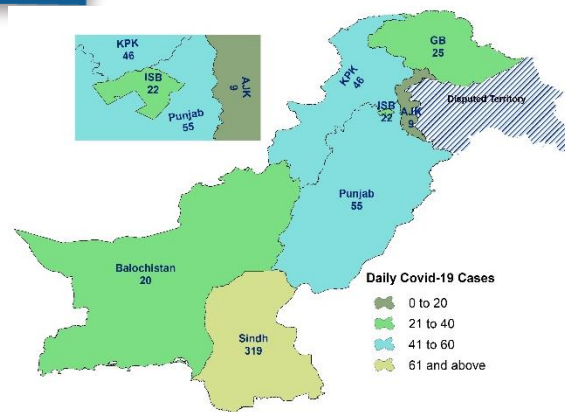 KPK
46
ISB
22
Punjab
55
AJK
9
GB
25
KPK
46
Disputed Territory
ISB
22
AJK
9
Punjab
55
Balochistan
20
Sindh
319
Daily Covid-19 Cases
0 to 20
21 to 40
41 to 60
61 and above